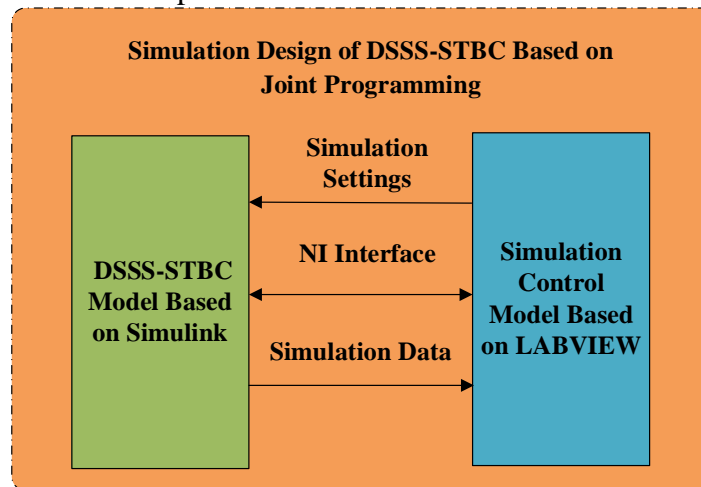 Simulation Design of DSSS-STBC Based on
Joint Programming
Simulation
Settings
NI Interface
DSSS-STBC
Model Based
on Simulink
Simulation
Control
Model Based
on LABVIEW
Simulation Data